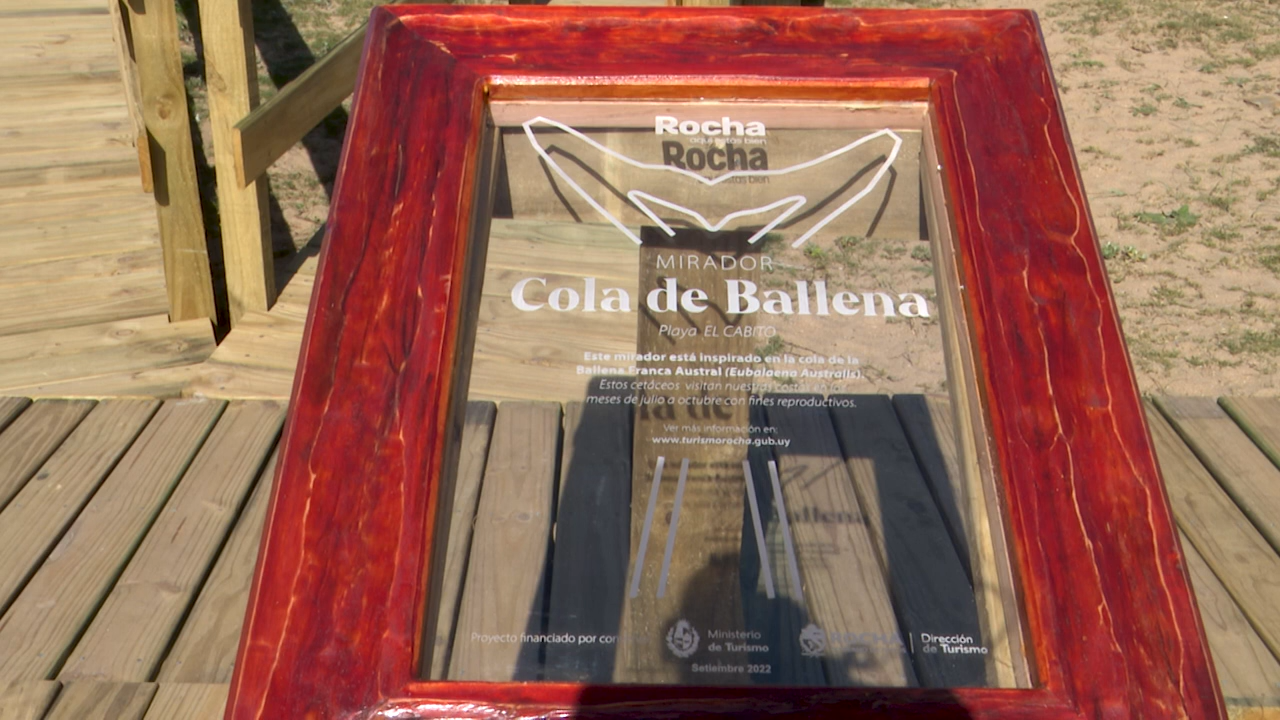 Rocha
aquí estás bien
MIRADOR
Cola de Ballena
Playa EL CABITO
Este mirador está inspirado en la cola de la
Ballena Franca Austral (Eubalaena Australis).
Estos cetáceos visitan nuestras costas en los
meses de julio a octubre con fines reproductivos.
Ver más información en:
www.turismorocha.gub.uy
Proyecto financiado por con
Ministerio
de Turismo
ROCHA
Dirección
de Turismo
Setiembre 2022